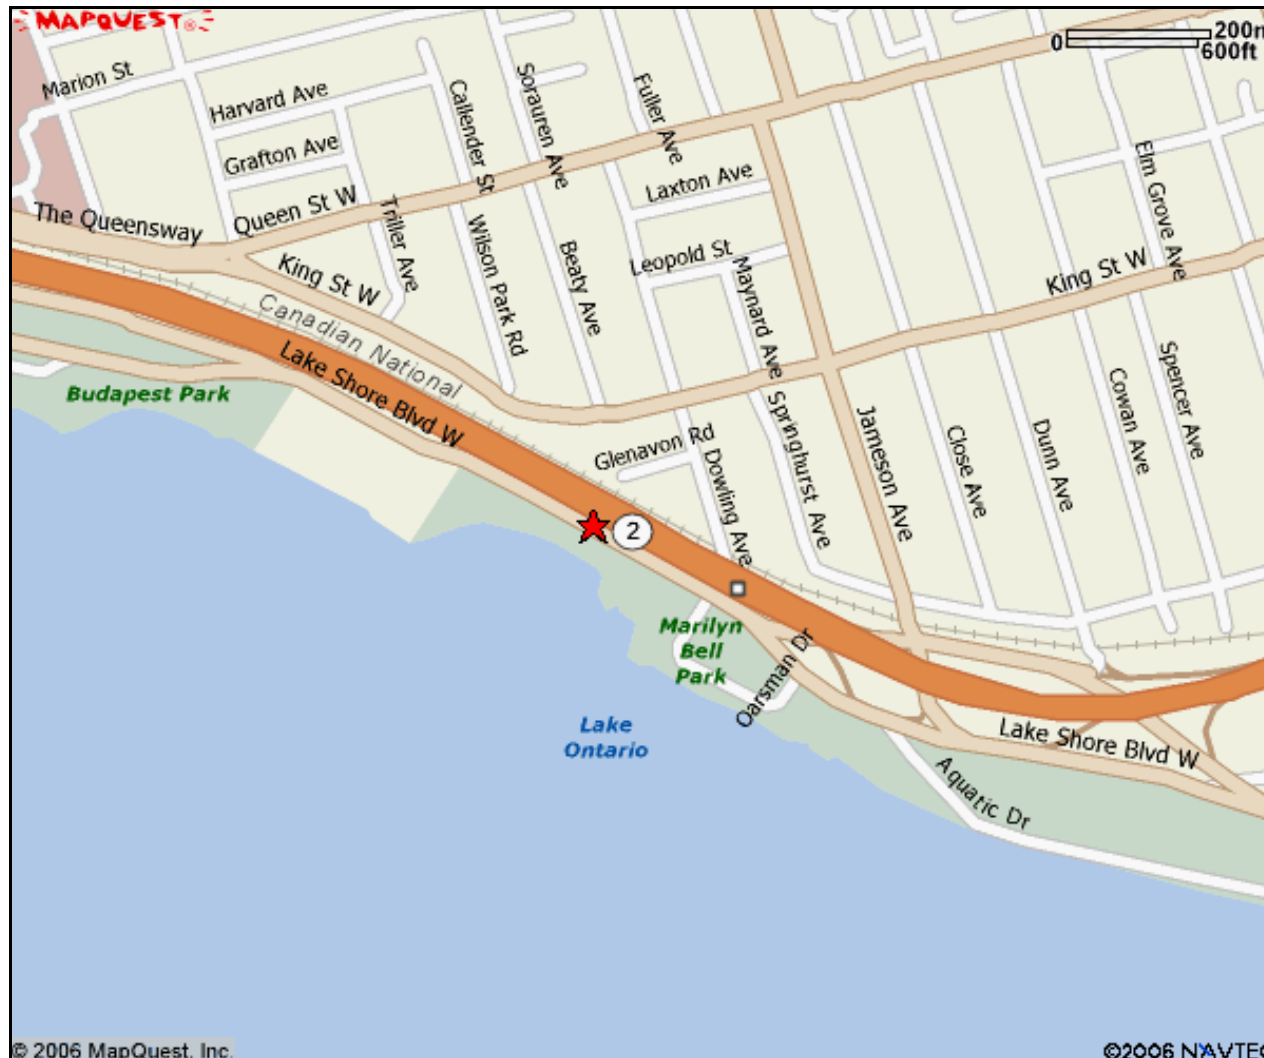 MAPQUEST
0
200m
600ft
Marion St
Harvard Ave
Grafton Ave
Callender St
Sorauren Ave
Fuller Ave
Laxton Ave
Elm Grove Ave
The Queensway
Queen St W
Triller Ave
Wilson Park Rd
Beaty Ave
Leopold St
Maynard Ave
King St W
King St W
Canadian National
Lake Shore Blvd W
Budapest Park
Glenavon Rd
Dowling Ave
Springhurst Ave
Jameson Ave
Close Ave
Dunn Ave
Cowan Ave
Spencer Ave
2
Marilyn
Bell
Park
Oarsman Dr
Lake
Ontario
Lake Shore Blvd W
Aquatic Dr
© 2006 MapQuest, Inc.
©2006 NAVTEQ